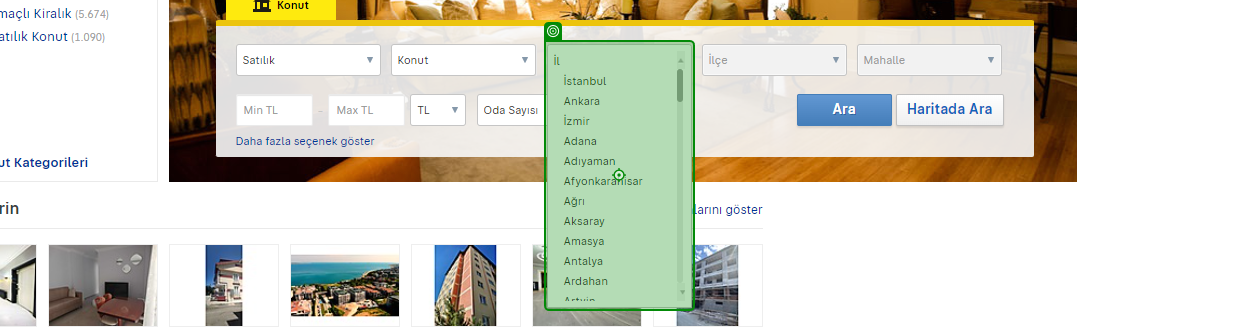 maçlı Kiralık (5.674)
atılık Konut (1.090)
ut Kategorileri
Konut
Satılık
Konut
İl
İlçe
Mahalle
Min TL - Max TL
TL
Oda Sayısı
Ara
Haritada Ara
Daha fazla seçenek göster
İstanbul
Ankara
İzmir
Adana
Adıyaman
Afyonkarahisar
Ağrı
Aksaray
Amasya
Antalya
Ardahan
Artvin
rin
larını göster